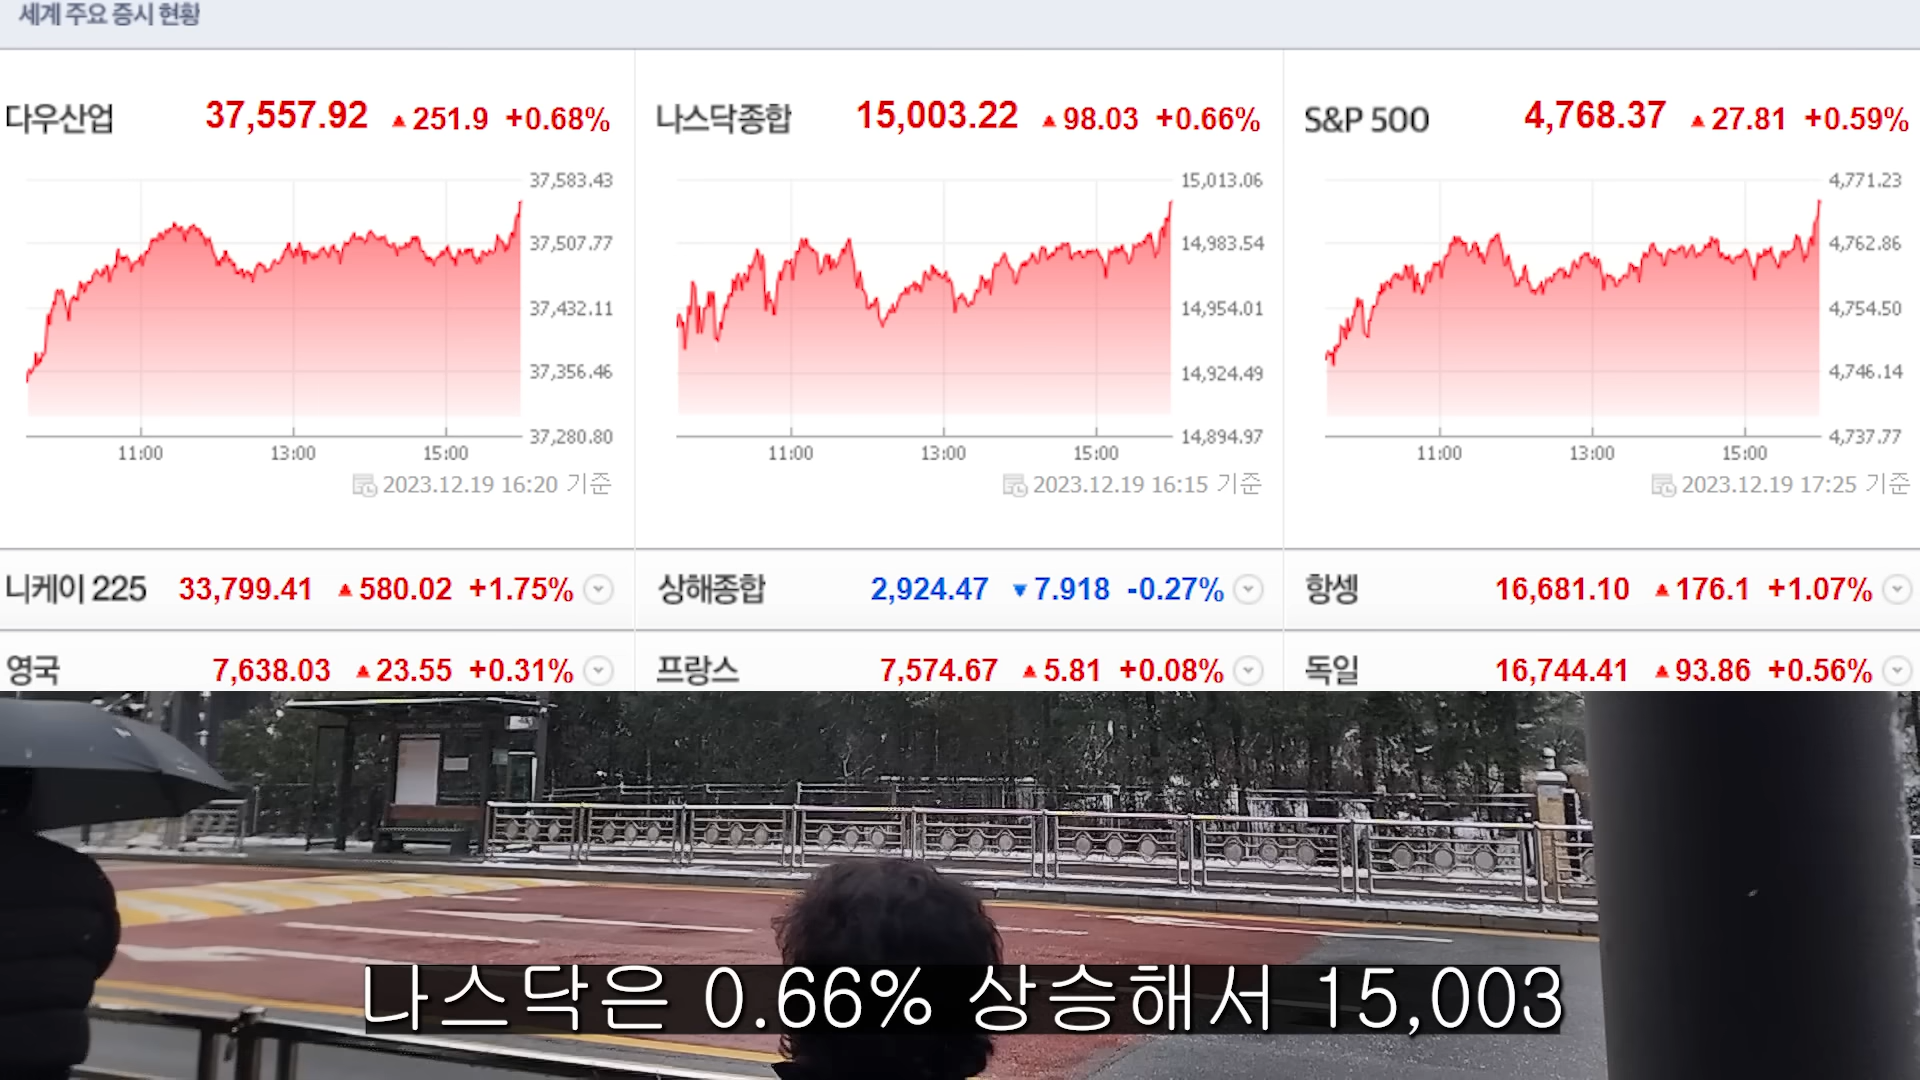 세계 주요 증시 현황
다우산업 37,557.92 ▲251.9 +0.68%
37,583.43
37,507.77
37,432.11
37,356.46
37,280.80
11:00 13:00 15:00
2023.12.19 16:20 기준
나스닥종합 15,003.22 ▲98.03 +0.66%
15,013.06
14,983.54
14,954.01
14,924.49
14,894.97
11:00 13:00 15:00
2023.12.19 16:15 기준
S&P 500 4,768.37 ▲27.81 +0.59%
4,771.23
4,762.86
4,754.50
4,746.14
4,737.77
11:00 13:00 15:00
2023.12.19 17:25 기준
니케이 225 33,799.41 ▲580.02 +1.75%
상해종합 2,924.47 ▼7.918 -0.27%
항셍 16,681.10 ▲176.1 +1.07%
영국 7,638.03 ▲23.55 +0.31%
프랑스 7,574.67 ▲5.81 +0.08%
독일 16,744.41 ▲93.86 +0.56%
나스닥은 0.66% 상승해서 15,003